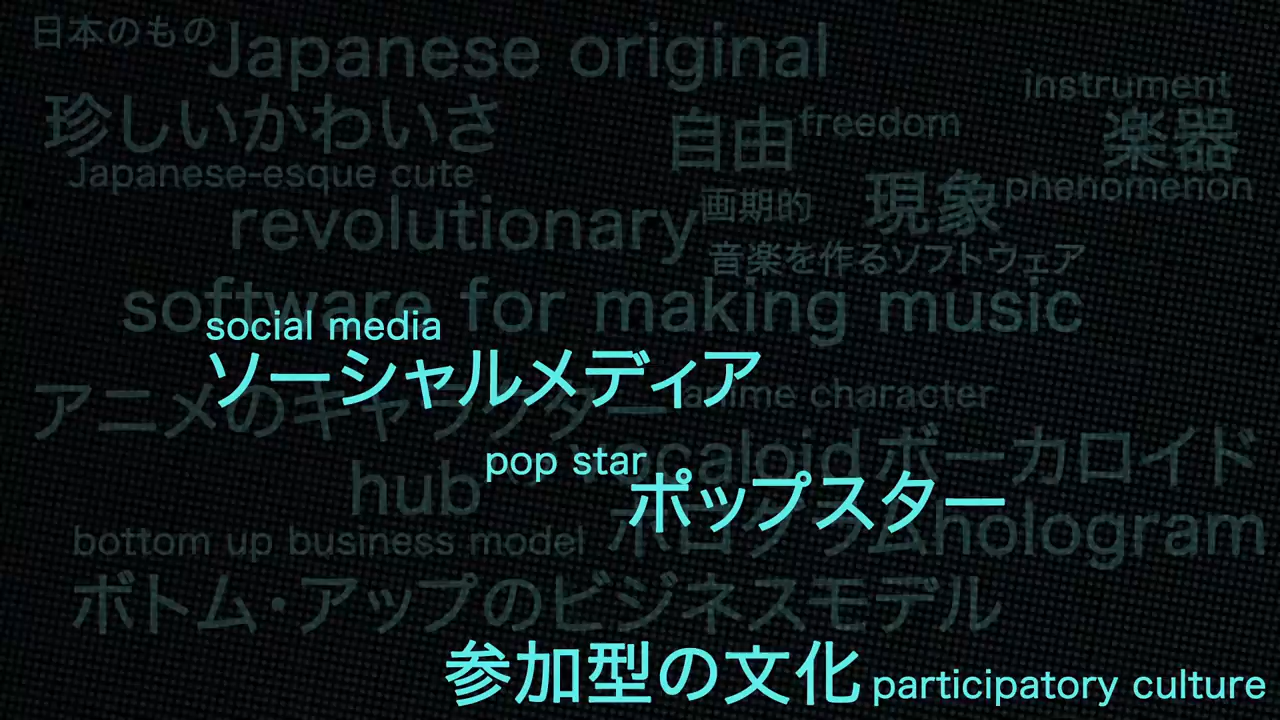 日本のもの Japanese original
instrument
珍しいかわいさ 自由 freedom 楽器
Japanese-esque cute
revolutionary 画期的 現象 phenomenon
音楽を作るソフトウェア
software for making music
social media
ソーシャルメディア
アニメのキャラクター anime character
vacaloid ボーカロイド
hub pop star
ポップスター
bottom up business model ホログラム hologram
ボトム・アップのビジネスモデル
参加型の文化 participatory culture